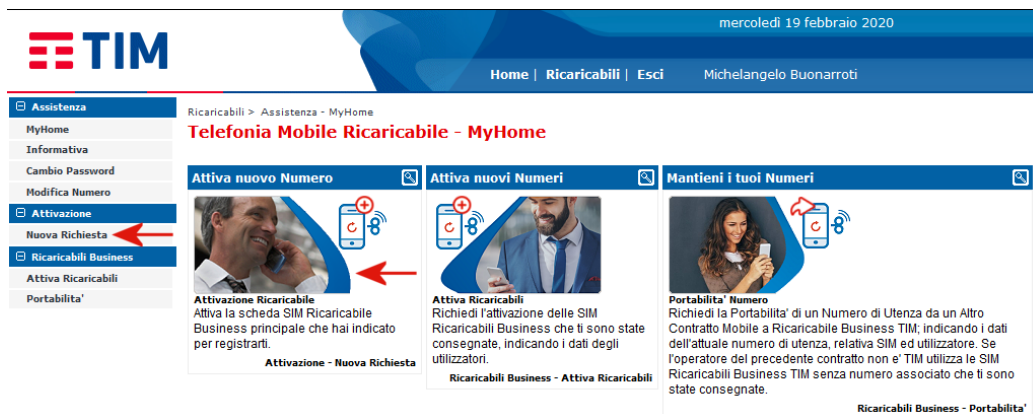 mercoledì 19 febbraio 2020
TIM
Home | Ricaricabili | Esci Michelangelo Buonarroti
Assistenza
MyHome
Informativa
Cambio Password
Modifica Numero
Attivazione
Nuova Richiesta
Ricaricabili Business
Attiva Ricaricabili
Portabilita'
Ricaricabili > Assistenza - MyHome
Telefonia Mobile Ricaricabile - MyHome
Attiva nuovo Numero
Attivazione Ricaricabile
Attiva la scheda SIM Ricaricabile
Business principale che hai indicato
per registrarti.
Attivazione - Nuova Richiesta
Attiva nuovi Numeri
Attiva Ricaricabili
Richiedi l'attivazione delle SIM
Ricaricabili Business che ti sono state
consegnate, indicando i dati degli
utilizzatori.
Ricaricabili Business - Attiva Ricaricabili
Mantieni i tuoi Numeri
Portabilita' Numero
Richiedi la Portabilita' di un Numero di Utenza da un Altro
Contratto Mobile a Ricaricabile Business TIM; indicando i dati
dell'attuale numero di utenza, relativa SIM ed utilizzatore. Se
l'operatore del precedente contratto non e' TIM utilizza le SIM
Ricaricabili Business TIM senza numero associato che ti sono
state consegnate.
Ricaricabili Business - Portabilita'